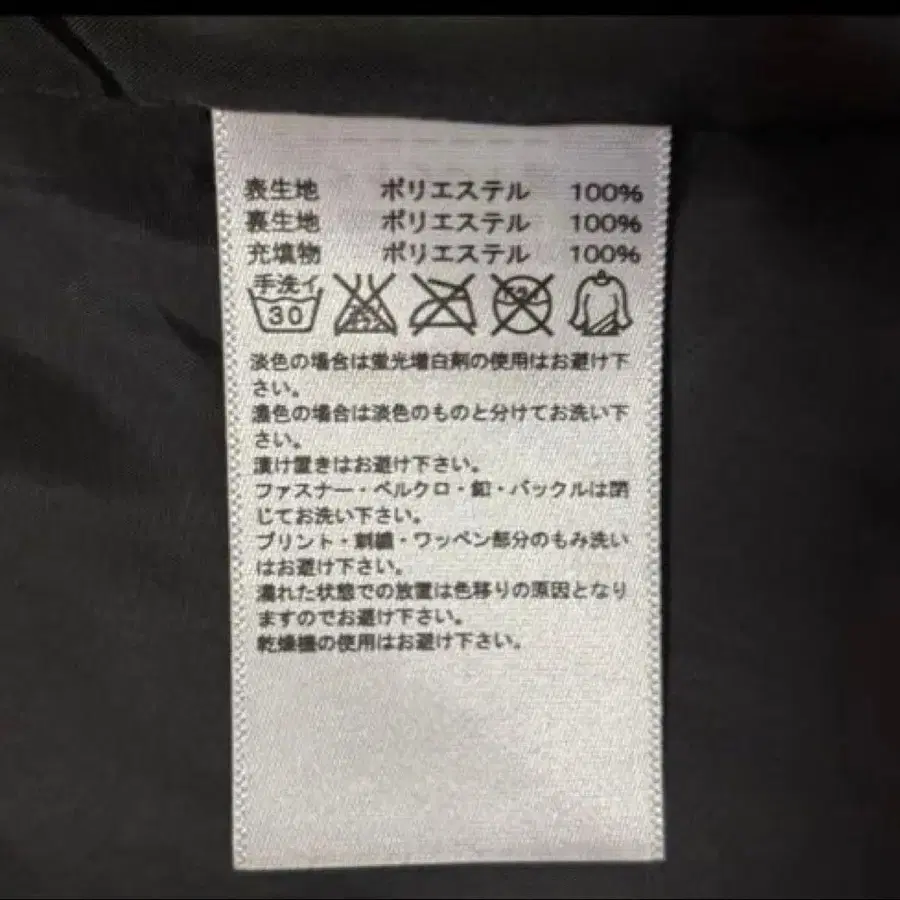 表生地 ポリエステル 100%
裏生地 ポリエステル 100%
充填物 ポリエステル 100%
手洗イ
30
淡色の場合は蛍光増白剤の使用はお避け下
さい。
濃色の場合は淡色のものと分けてお洗い下
さい。
漬け置きはお避け下さい。
ファスナー・ベルクロ・釦・バックルは閉
じてお洗い下さい。
プリント・刺繍・ワッペン部分のもみ洗い
はお避け下さい。
濡れた状態での放置は色移りの原因となり
ますのでお避け下さい。
乾燥機の使用はお避け下さい。